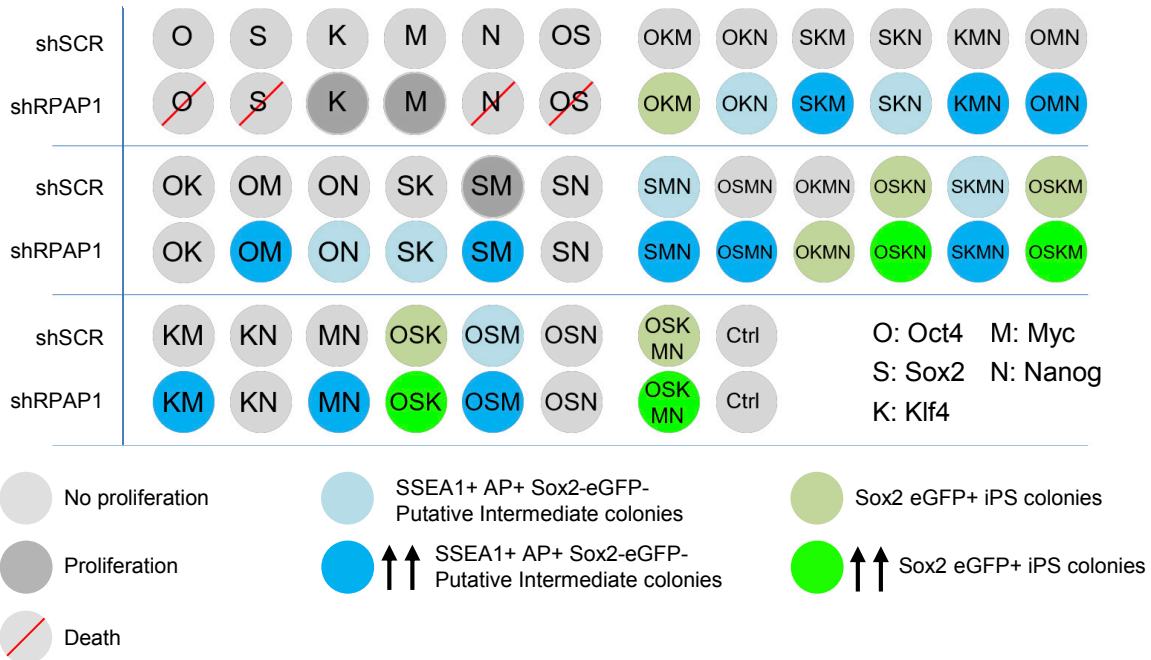 shSCR O S K M N OS OKM OKN SKM SKN KMN OMN
shRPAP1 O S K M N OS OKM OKN SKM SKN KMN OMN
shSCR OK OM ON SK SM SN SMN OSMN OKMN OSKN SKMN OSKM
shRPAP1 OK OM ON SK SM SN SMN OSMN OKMN OSKN SKMN OSKM
shSCR KM KN MN OSK OSM OSN OSK MN Ctrl
shRPAP1 KM KN MN OSK OSM OSN OSK MN Ctrl
O: Oct4 M: Myc
S: Sox2 N: Nanog
K: Klf4
No proliferation
Proliferation
Death
SSEA1+ AP+ Sox2-eGFP-
Putative Intermediate colonies
SSEA1+ AP+ Sox2-eGFP-
Putative Intermediate colonies
Sox2 eGFP+ iPS colonies
Sox2 eGFP+ iPS colonies